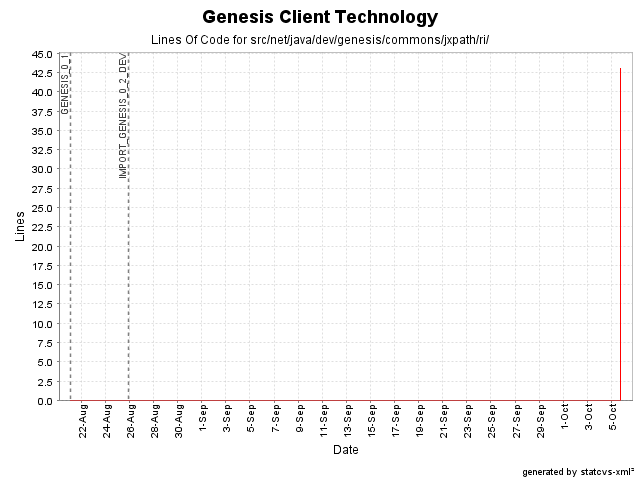 Genesis Client Technology
Lines Of Code for src/net/java/dev/genesis/commons/jxpath/ri/
45.0
42.5
40.0
37.5
35.0
32.5
30.0
27.5
25.0
22.5
20.0
17.5
15.0
12.5
10.0
7.5
5.0
2.5
0.0
Lines
GENESIS_0_1
IMPORT_GENESIS_0_2_DEV
22-Aug
24-Aug
26-Aug
28-Aug
30-Aug
1-Sep
3-Sep
5-Sep
7-Sep
9-Sep
11-Sep
13-Sep
15-Sep
17-Sep
19-Sep
21-Sep
23-Sep
25-Sep
27-Sep
29-Sep
1-Oct
3-Oct
5-Oct
Date
generated by statcvs-xml²